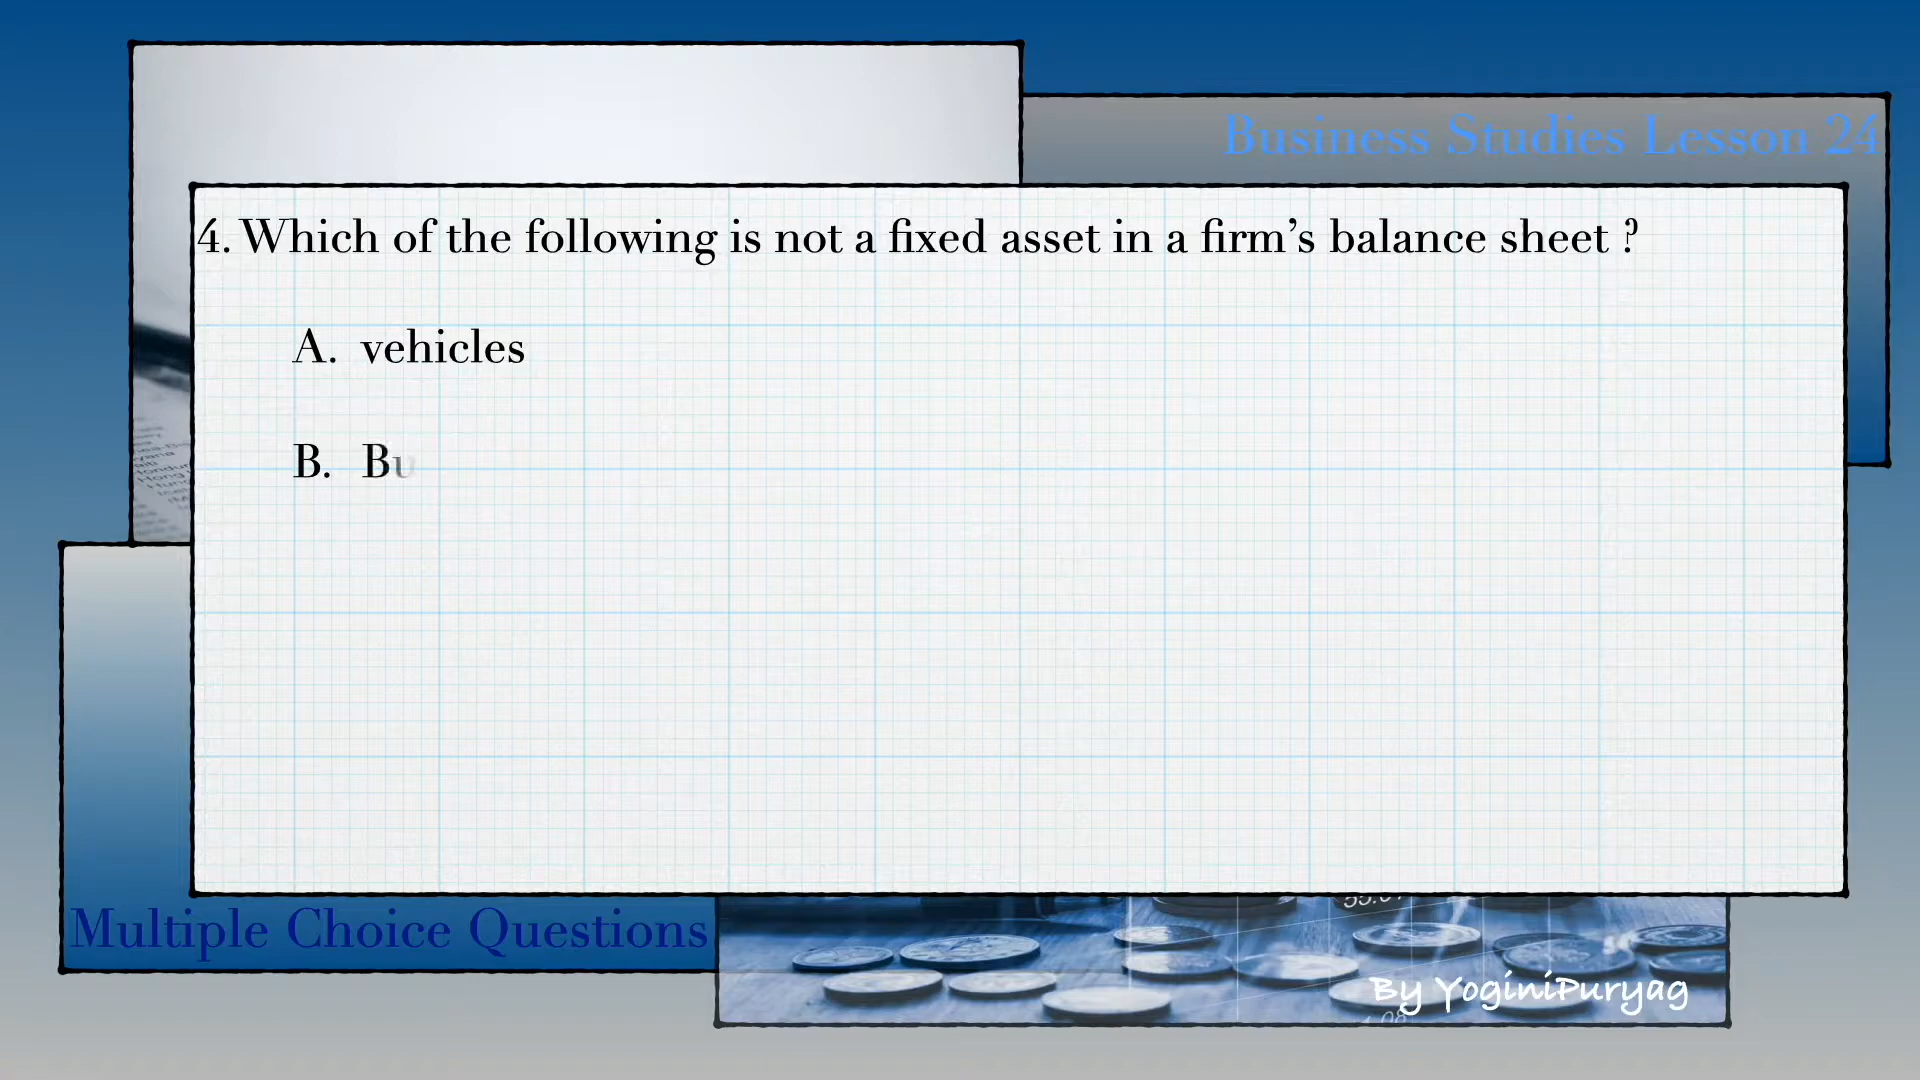 Business Studies Lesson 24
4. Which of the following is not a fixed asset in a firm’s balance sheet ?
A. vehicles
B. Bu
Multiple Choice Questions
By YoginiPuryag